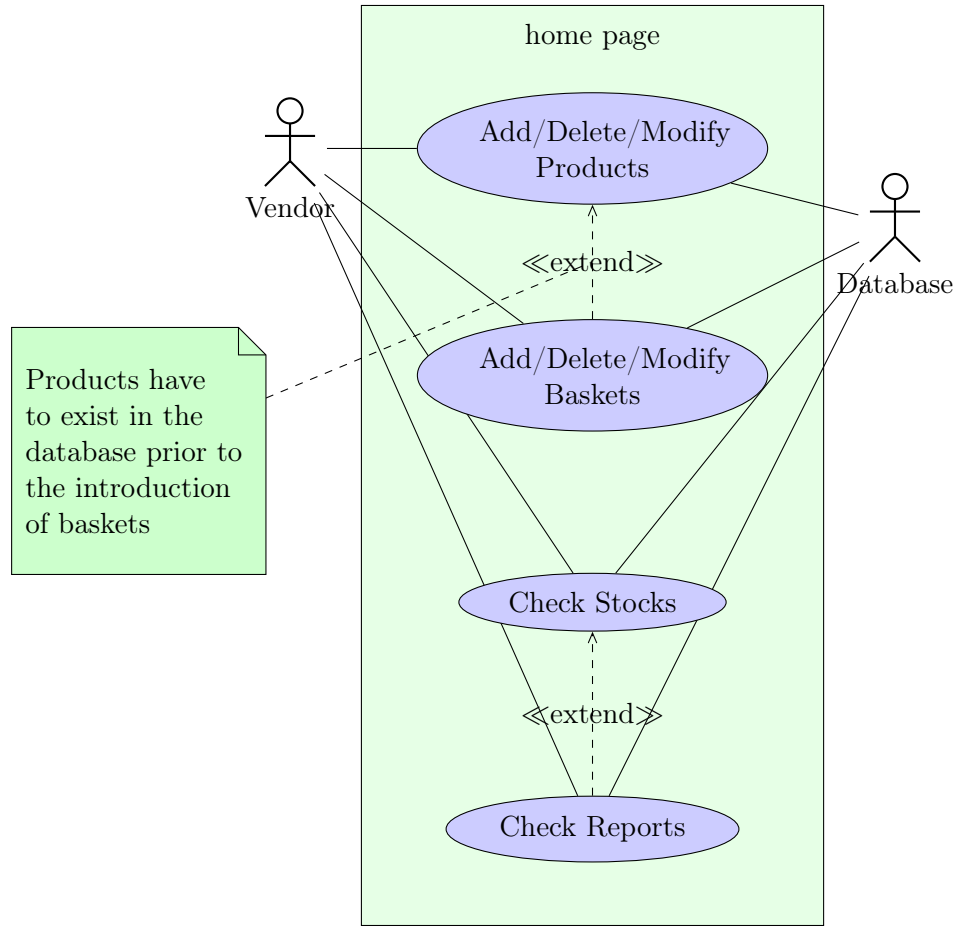 home page
Add/Delete/Modify
Products
Vendor
≪extend≫
Database
Add/Delete/Modify
Baskets
Products have
to exist in the
database prior to
the introduction
of baskets
Check Stocks
≪extend≫
Check Reports